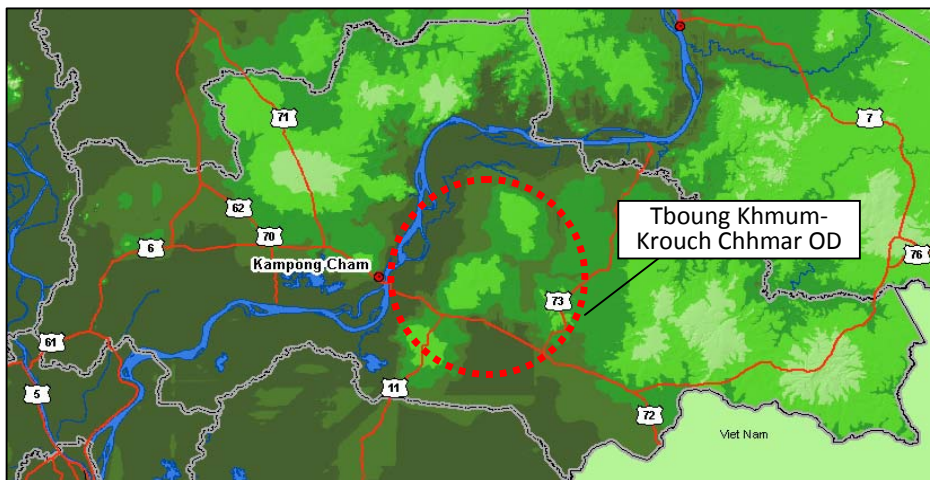 71
7
62
70
6
Kampong Cham
Tboung Khmum-
Krouch Chhmar OD
76
73
61
5
11
72
Viet Nam